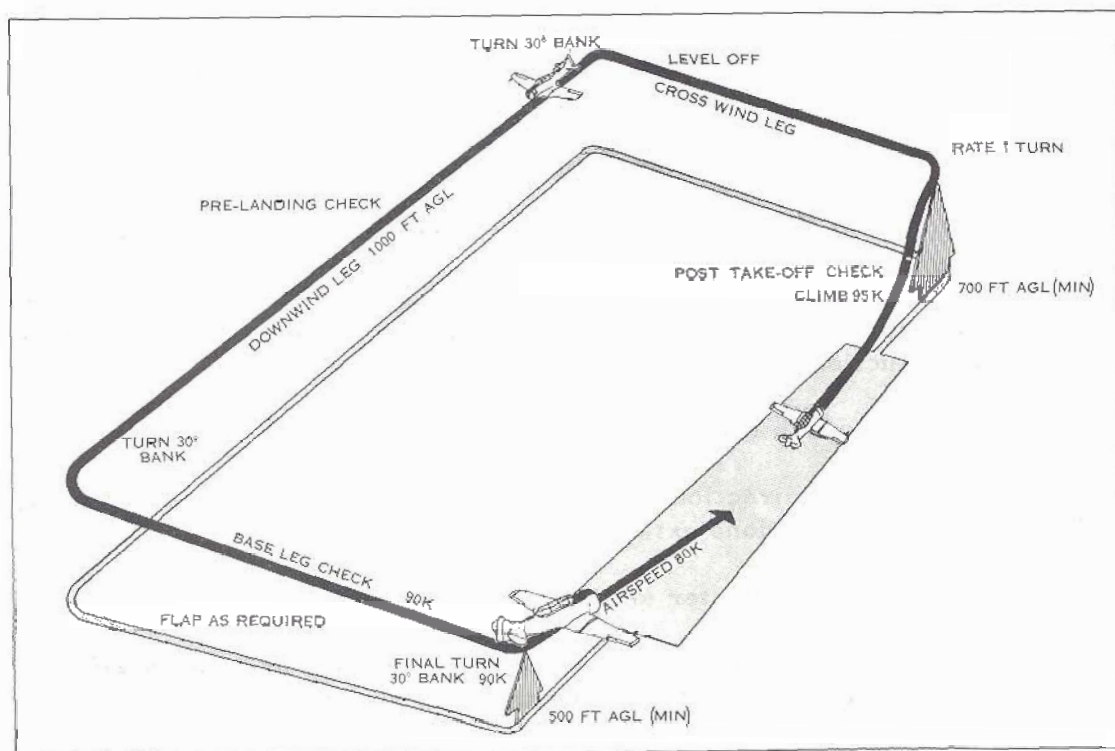 TURN 30° BANK
LEVEL OFF
CROSS WIND LEG
RATE 1 TURN
PRE-LANDING CHECK
DOWNWIND LEG 1000 FT AGL
POST TAKE-OFF CHECK
CLIMB 95K
700 FT AGL (MIN)
TURN 30°
BANK
BASE LEG CHECK
90K
AIRSPEED 80K
FLAP AS REQUIRED
FINAL TURN
30° BANK 90K
500 FT AGL (MIN)